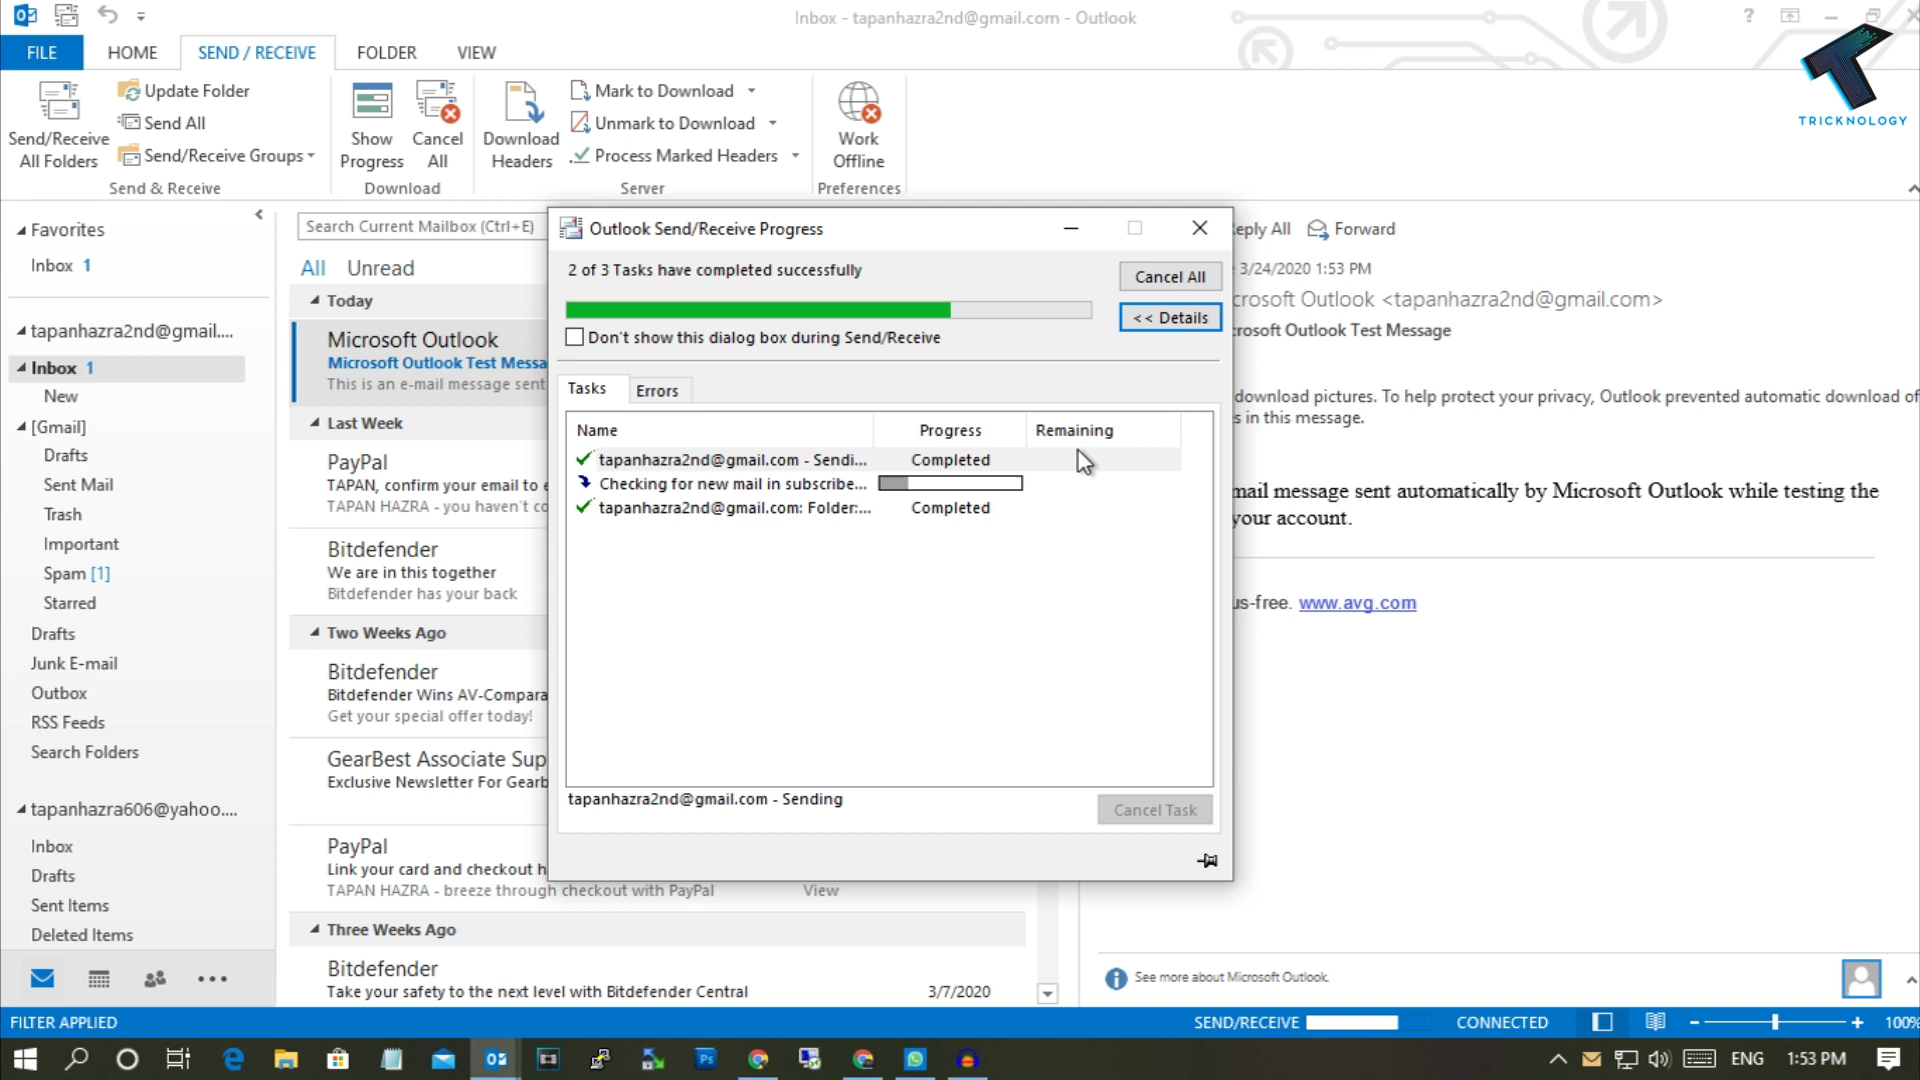 Inbox - tapanhazra2nd@gmail.com - Outlook
FILE
HOME
SEND / RECEIVE
FOLDER
VIEW
TRICKNOLOGY
Send/Receive
All Folders
Update Folder
Send All
Send/Receive Groups
Send & Receive
Show
Progress
Cancel
All
Download
Download
Headers
Mark to Download
Unmark to Download
Process Marked Headers
Server
Work
Offline
Preferences
Favorites
Inbox 1
tapanhazra2nd@gmail....
Inbox 1
New
[Gmail]
Drafts
Sent Mail
Trash
Important
Spam [1]
Starred
Drafts
Junk E-mail
Outbox
RSS Feeds
Search Folders
tapanhazra606@yahoo....
Inbox
Drafts
Sent Items
Deleted Items
Search Current Mailbox (Ctrl+E)
All Unread
Today
Microsoft Outlook
Microsoft Outlook Test Messa
This is an e-mail message sent
Last Week
PayPal
TAPAN, confirm your email to e
TAPAN HAZRA - you haven't co
Bitdefender
We are in this together
Bitdefender has your back
Two Weeks Ago
Bitdefender
Bitdefender Wins AV-Compara
Get your special offer today!
GearBest Associate Sup
Exclusive Newsletter For Gearb
PayPal
Link your card and checkout h
TAPAN HAZRA - breeze through checkout with PayPal View
Three Weeks Ago
Bitdefender
Take your safety to the next level with Bitdefender Central 3/7/2020
Outlook Send/Receive Progress
2 of 3 Tasks have completed successfully
Cancel All
<< Details
Don't show this dialog box during Send/Receive
Tasks
Errors
Name Progress Remaining
tapanhazra2nd@gmail.com - Sendi... Completed
Checking for new mail in subscribe...
tapanhazra2nd@gmail.com: Folder:... Completed
tapanhazra2nd@gmail.com - Sending
Cancel Task
eply All Forward
3/24/2020 1:53 PM
crosoft Outlook <tapanhazra2nd@gmail.com>
rosoft Outlook Test Message
download pictures. To help protect your privacy, Outlook prevented automatic download of
s in this message.
mail message sent automatically by Microsoft Outlook while testing the
your account.
us-free. www.avg.com
See more about Microsoft Outlook.
FILTER APPLIED
SEND/RECEIVE
CONNECTED
100%
ENG
1:53 PM